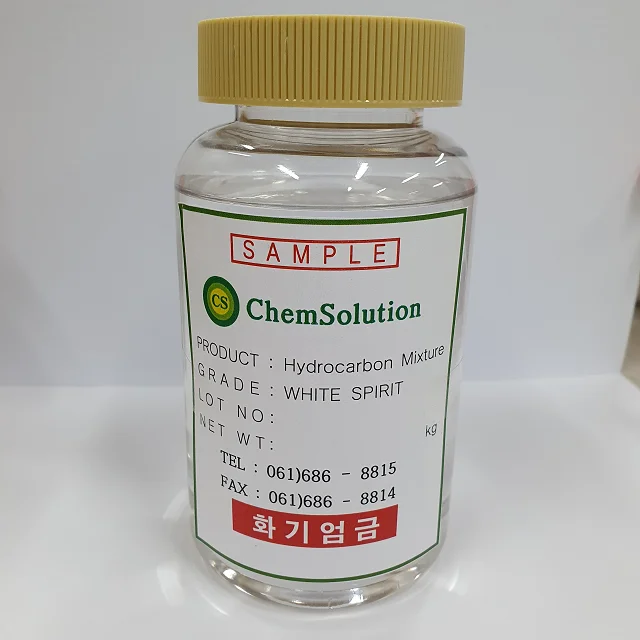 SAMPLE
CS ChemSolution
PRODUCT : Hydrocarbon Mixture
GRADE : WHITE SPIRIT
LOT NO:
NET WT: kg
TEL : 061)686 - 8815
FAX : 061)686 - 8814
화기엄금